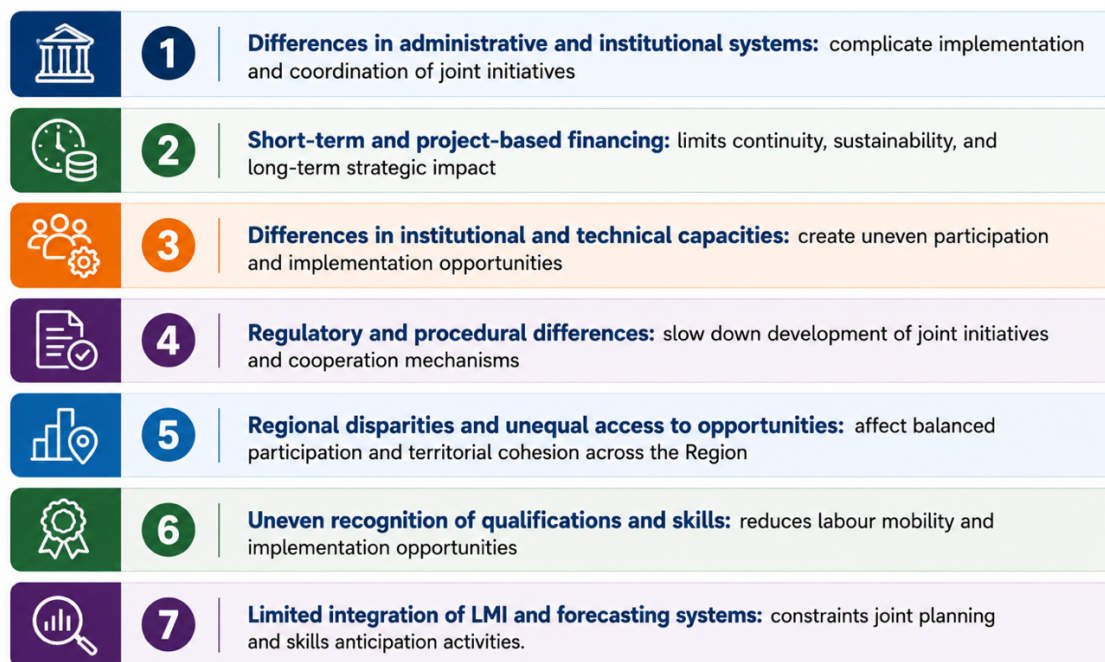 1
Differences in administrative and institutional systems: complicate implementation
and coordination of joint initiatives
2
Short-term and project-based financing: limits continuity, sustainability, and
long-term strategic impact
3
Differences in institutional and technical capacities: create uneven participation
and implementation opportunities
4
Regulatory and procedural differences: slow down development of joint initiatives
and cooperation mechanisms
5
Regional disparities and unequal access to opportunities: affect balanced
participation and territorial cohesion across the Region
6
Uneven recognition of qualifications and skills: reduces labour mobility and
implementation opportunities
7
Limited integration of LMI and forecasting systems: constraints joint planning
and skills anticipation activities.